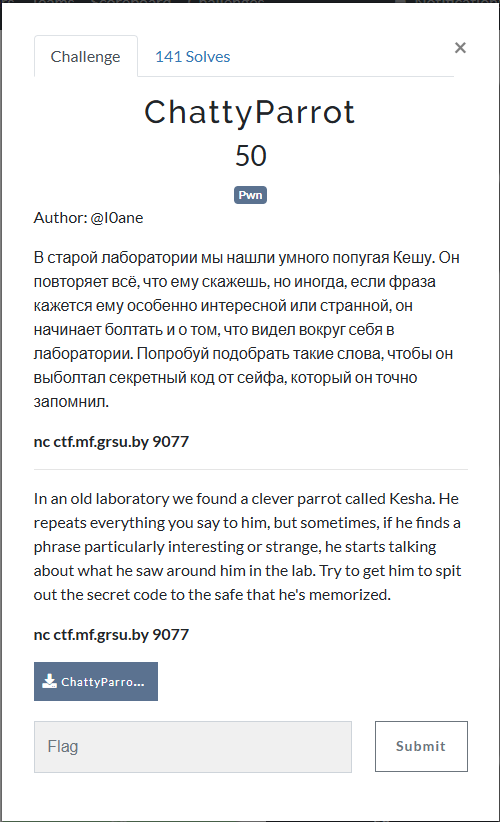 Challenge
141 Solves
×
ChattyParrot
50
Pwn
Author: @I0ane
В старой лаборатории мы нашли умного попугая Кешу. Он
повторяет всё, что ему скажешь, но иногда, если фраза
кажется ему особенно интересной или странной, он
начинает болтать и о том, что видел вокруг себя в
лаборатории. Попробуй подобрать такие слова, чтобы он
выболтал секретный код от сейфа, который он точно
запомнил.
nc ctf.mf.grsu.by 9077
In an old laboratory we found a clever parrot called Kesha. He
repeats everything you say to him, but sometimes, if he finds a
phrase particularly interesting or strange, he starts talking
about what he saw around him in the lab. Try to get him to spit
out the secret code to the safe that he's memorized.
nc ctf.mf.grsu.by 9077
ChattyParro...
Flag
Submit